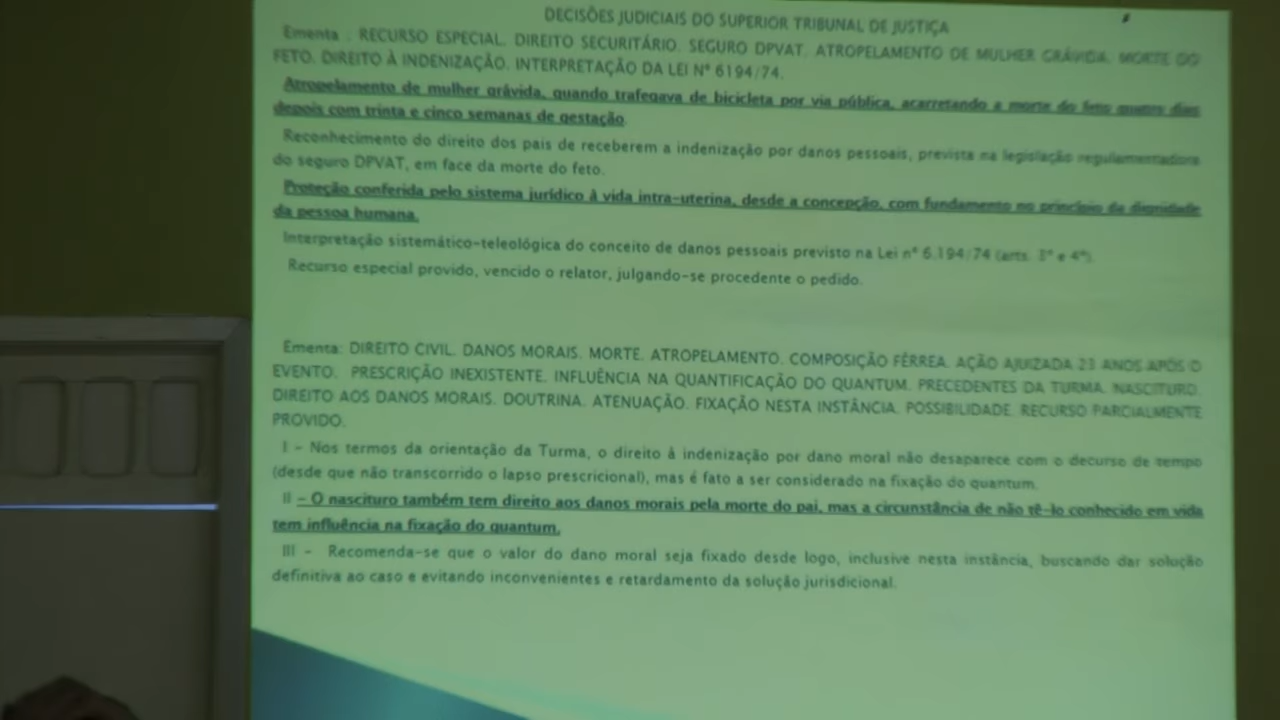 DECISÕES JUDICIAIS DO SUPERIOR TRIBUNAL DE JUSTIÇA
Ementa : RECURSO ESPECIAL. DIREITO SECURITÁRIO. SEGURO DPVAT. ATROPELAMENTO DE MULHER GRÁVIDA. MORTE DO
FETO. DIREITO À INDENIZAÇÃO. INTERPRETAÇÃO DA LEI Nº 6194/74.
Atropelamento de mulher grávida, quando trafegava de bicicleta por via pública, acarretando a morte do feto quatro dias
depois com trinta e cinco semanas de gestação.
Reconhecimento do direito dos pais de receberem a indenização por danos pessoais, prevista na legislação regulamentadora
do seguro DPVAT, em face da morte do feto.
Proteção conferida pelo sistema jurídico à vida intra-uterina, desde a concepção, com fundamento no princípio da dignidade
da pessoa humana.
Interpretação sistemático-teleológica do conceito de danos pessoais previsto na Lei nº 6.194/74 (arts. 3º e 4º).
Recurso especial provido, vencido o relator, julgando-se procedente o pedido.
Ementa: DIREITO CIVIL. DANOS MORAIS. MORTE. ATROPELAMENTO. COMPOSIÇÃO FÉRREA. AÇÃO AJUIZADA 23 ANOS APÓS O
EVENTO. PRESCRIÇÃO INEXISTENTE. INFLUÊNCIA NA QUANTIFICAÇÃO DO QUANTUM. PRECEDENTES DA TURMA. NASCITURO.
DIREITO AOS DANOS MORAIS. DOUTRINA. ATENUAÇÃO. FIXAÇÃO NESTA INSTÂNCIA. POSSIBILIDADE. RECURSO PARCIALMENTE
PROVIDO.
I - Nos termos da orientação da Turma, o direito à indenização por dano moral não desaparece com o decurso de tempo
(desde que não transcorrido o lapso prescricional), mas é fato a ser considerado na fixação do quantum.
II - O nascituro também tem direito aos danos morais pela morte do pai, mas a circunstância de não tê-lo conhecido em vida
tem influência na fixação do quantum.
III - Recomenda-se que o valor do dano moral seja fixado desde logo, inclusive nesta instância, buscando dar solução
definitiva ao caso e evitando inconvenientes e retardamento da solução jurisdicional.